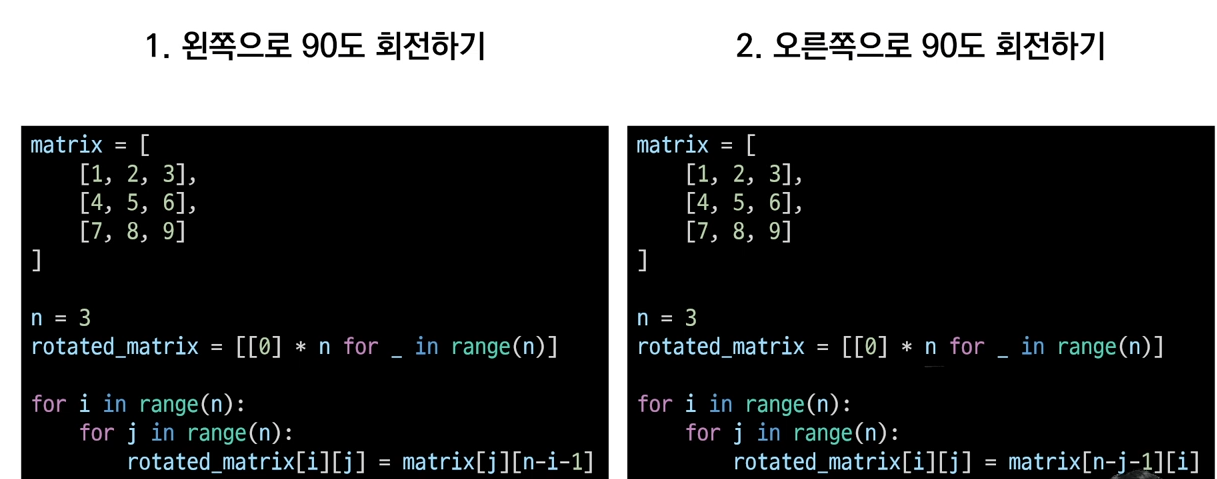 1. 왼쪽으로 90도 회전하기
matrix = [
    [1, 2, 3],
    [4, 5, 6],
    [7, 8, 9]
]
n = 3
rotated_matrix = [[0] * n for _ in range(n)]
for i in range(n):
    for j in range(n):
        rotated_matrix[i][j] = matrix[j][n-i-1]
2. 오른쪽으로 90도 회전하기
matrix = [
    [1, 2, 3],
    [4, 5, 6],
    [7, 8, 9]
]
n = 3
rotated_matrix = [[0] * n for _ in range(n)]
for i in range(n):
    for j in range(n):
        rotated_matrix[i][j] = matrix[n-j-1][i]